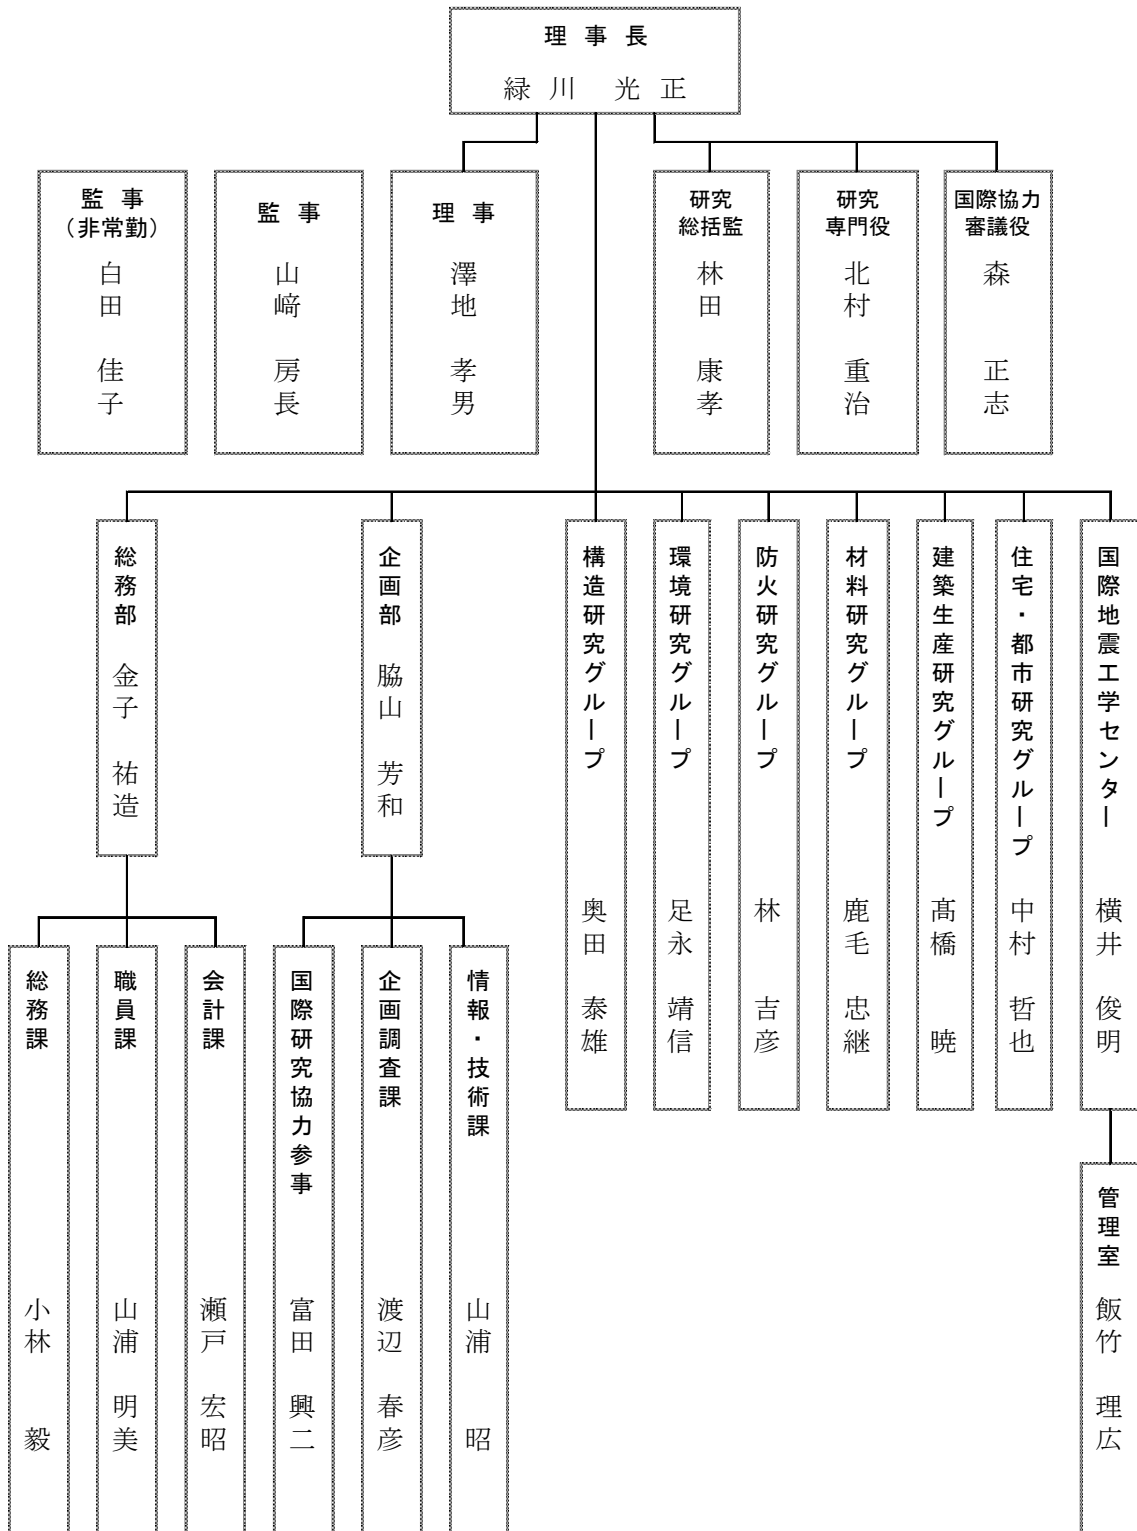 理事長
緑川 光正
監事
（非常勤）
白田 佳子
監事
山﨑 房長
理事
澤地 孝男
研究
総括監
林田 康孝
研究
専門役
北村 重治
国際協力
審議役
森 正志
総務部 金子 祐造
企画部 脇山 芳和
構造研究グループ 奥田 泰雄
環境研究グループ 足永 靖信
防火研究グループ 林 吉彦
材料研究グループ 鹿毛 忠継
建築生産研究グループ 髙橋 暁
住宅・都市研究グループ 中村 哲也
国際地震工学センター 横井 俊明
総務課 小林 毅
職員課 山浦 明美
会計課 瀬戸 宏昭
国際研究協力参事 富田 興二
企画調査課 渡辺 春彦
情報・技術課 山浦 昭
管理室 飯竹 理広